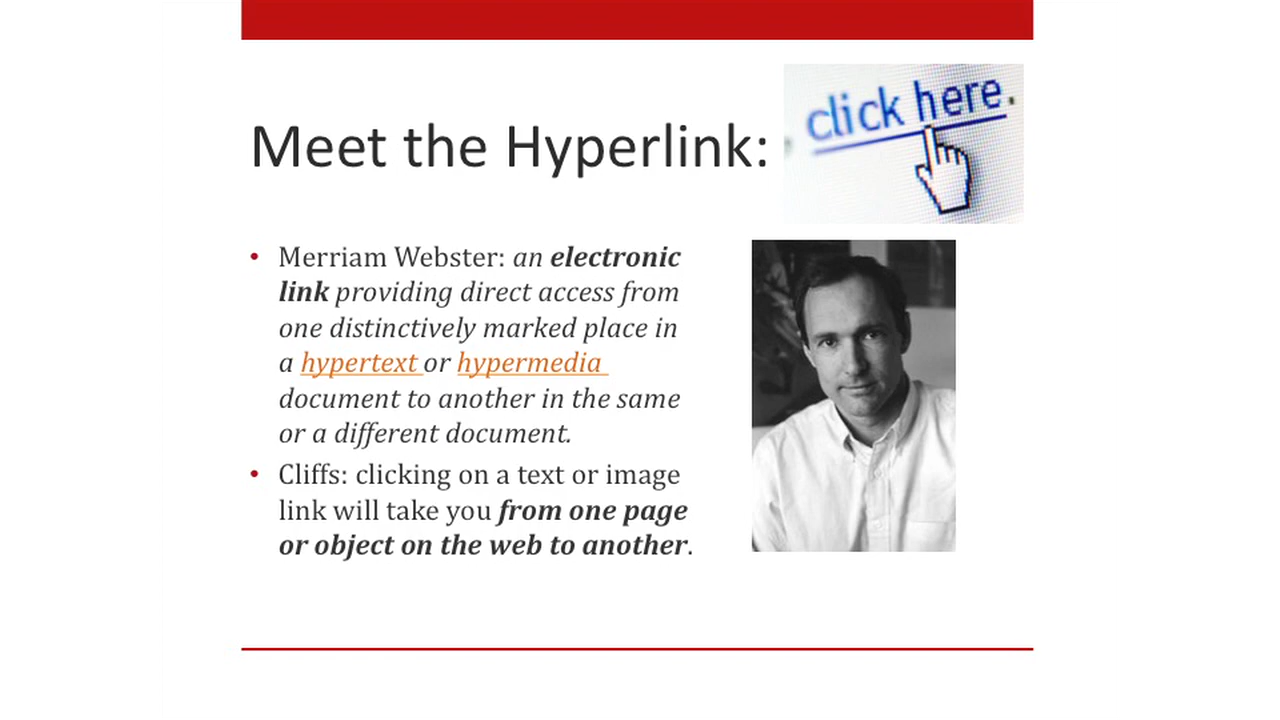 click here.
Meet the Hyperlink:
• Merriam Webster: an electronic
link providing direct access from
one distinctively marked place in
a hypertext or hypermedia
document to another in the same
or a different document.
• Cliffs: clicking on a text or image
link will take you from one page
or object on the web to another.